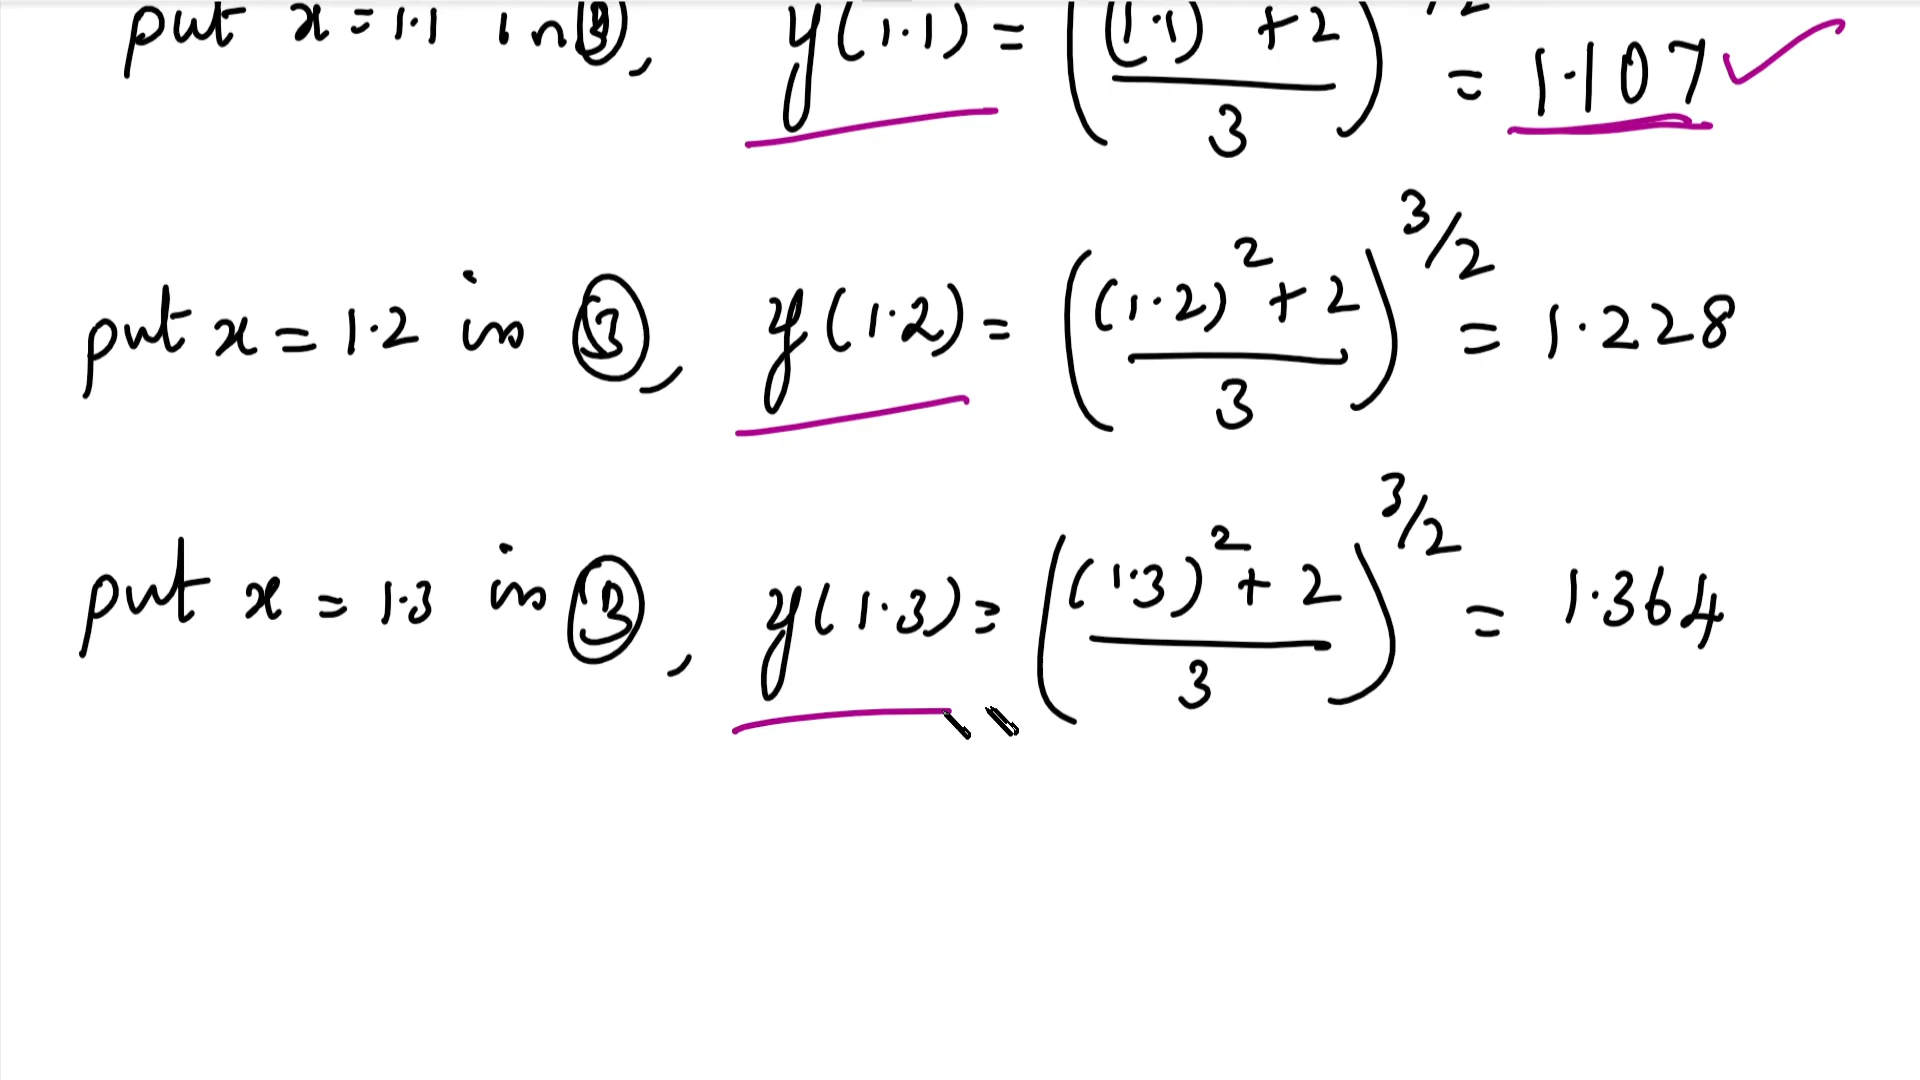 put x = 1.1 in ③, y(1.1) = ((1.1) + 2 / 3) = 1.107 ✓
put x = 1.2 in ③, y(1.2) = ((1.2)² + 2 / 3)^3/2 = 1.228
put x = 1.3 in ③, y(1.3) = ((1.3)² + 2 / 3)^3/2 = 1.364